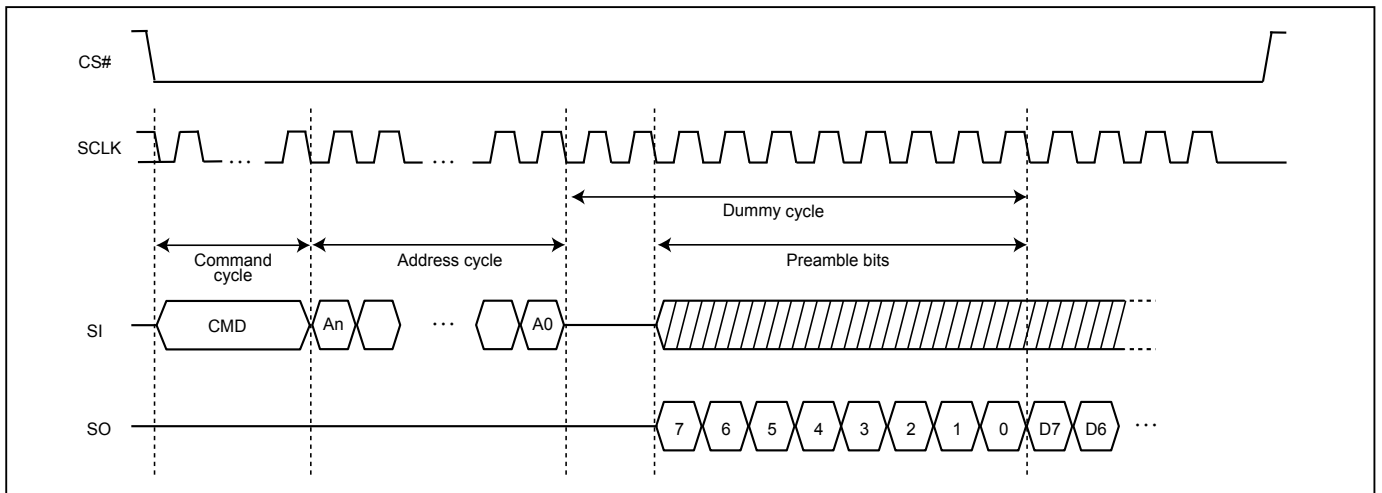 CS#
SCLK
...
...
Dummy cycle
Command
cycle
Address cycle
Preamble bits
SI
CMD
An
...
A0
SO
7 6 5 4 3 2 1 0 D7 D6 ...